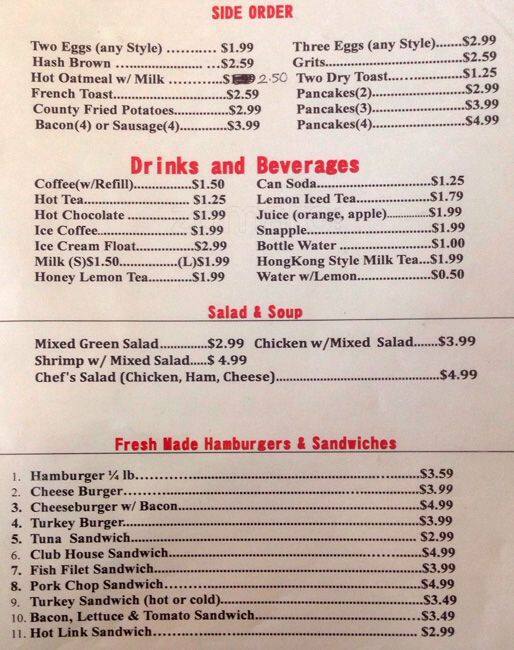 SIDE ORDER
Two Eggs (any Style) .......... $1.99
Three Eggs (any Style).......$2.99
Hash Brown ......................$2.59
Grits............................................$2.59
Hot Oatmeal w/ Milk ...........$ 2.50
Two Dry Toast.....................$1.25
French Toast............................$2.59
Pancakes(2)..........................$2.99
County Fried Potatoes.............$2.99
Pancakes(3)..........................$3.99
Bacon(4) or Sausage(4)...........$3.99
Pancakes(4)..........................$4.99
Drinks and Beverages
Coffee(w/Refill)...............$1.50
Can Soda............................$1.25
Hot Tea............................ $1.25
Lemon Iced Tea..................$1.79
Hot Chocolate ................ $1.99
Juice (orange, apple)...............$1.99
Ice Coffee........................ $1.99
Snapple...............................$1.99
Ice Cream Float...............$2.99
Bottle Water ......................$1.00
Milk (S)$1.50...............(L)$1.99
HongKong Style Milk Tea...$1.99
Honey Lemon Tea...........$1.99
Water w/Lemon..................$0.50
Salad & Soup
Mixed Green Salad.............$2.99
Chicken w/Mixed Salad.......$3.99
Shrimp w/ Mixed Salad.....$ 4.99
Chef's Salad (Chicken, Ham, Cheese)............................................$4.99
Fresh Made Hamburgers & Sandwiches
1. Hamburger ¼ lb................................................................$3.59
2. Cheese Burger...................................................................$3.99
3. Cheeseburger w/ Bacon.....................................................$4.99
4. Turkey Burger...................................................................$3.99
5. Tuna Sandwich..................................................................$2.99
6. Club House Sandwich........................................................$4.99
7. Fish Filet Sandwich............................................................$3.99
8. Pork Chop Sandwich..........................................................$4.99
9. Turkey Sandwich (hot or cold)...........................................$3.49
10. Bacon, Lettuce & Tomato Sandwich..................................$3.49
11. Hot Link Sandwich........................................................... $2.99